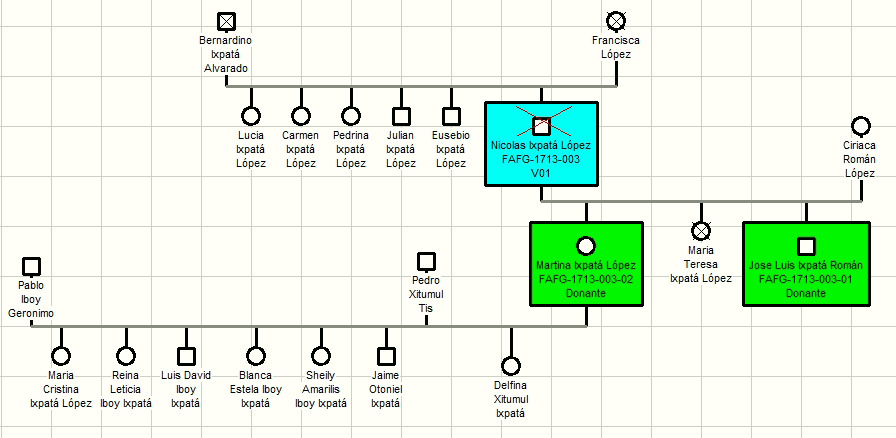 Bernardino
Ixpatá
Alvarado
Francisca
López
Lucia
Ixpatá
López
Carmen
Ixpatá
López
Pedrina
Ixpatá
López
Julian
Ixpatá
López
Eusebio
Ixpatá
López
Nicolas Ixpatá López
FAFG-1713-003
V01
Ciriaca
Román
López
Martina Ixpatá López
FAFG-1713-003-02
Donante
Maria
Teresa
Ixpatá López
Jose Luis Ixpatá Román
FAFG-1713-003-01
Donante
Pablo
Iboy
Geronimo
Pedro
Xitumul
Tis
Maria
Cristina
Ixpatá López
Reina
Leticia
Iboy Ixpatá
Luis David
Iboy
Ixpatá
Blanca
Estela Iboy
Ixpatá
Sheily
Amarilis
Iboy Ixpatá
Jaime
Otoniel
Ixpatá
Delfina
Xitumul
Ixpatá